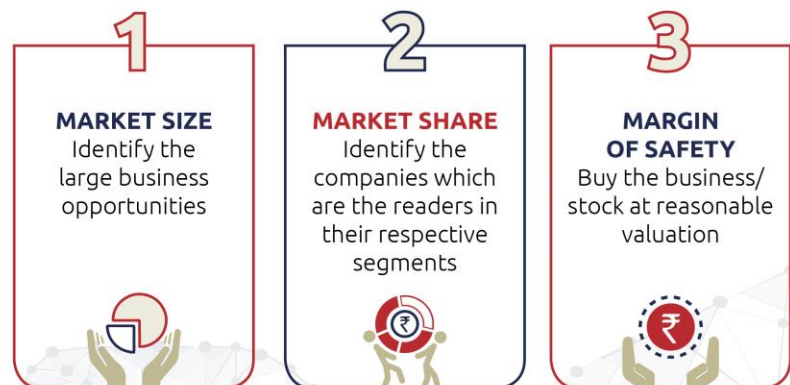 1
MARKET SIZE
Identify the
large business
opportunities
2
MARKET SHARE
Identify the
companies which
are the readers in
their respective
segments
₹
3
MARGIN
OF SAFETY
Buy the business/
stock at reasonable
valuation
₹